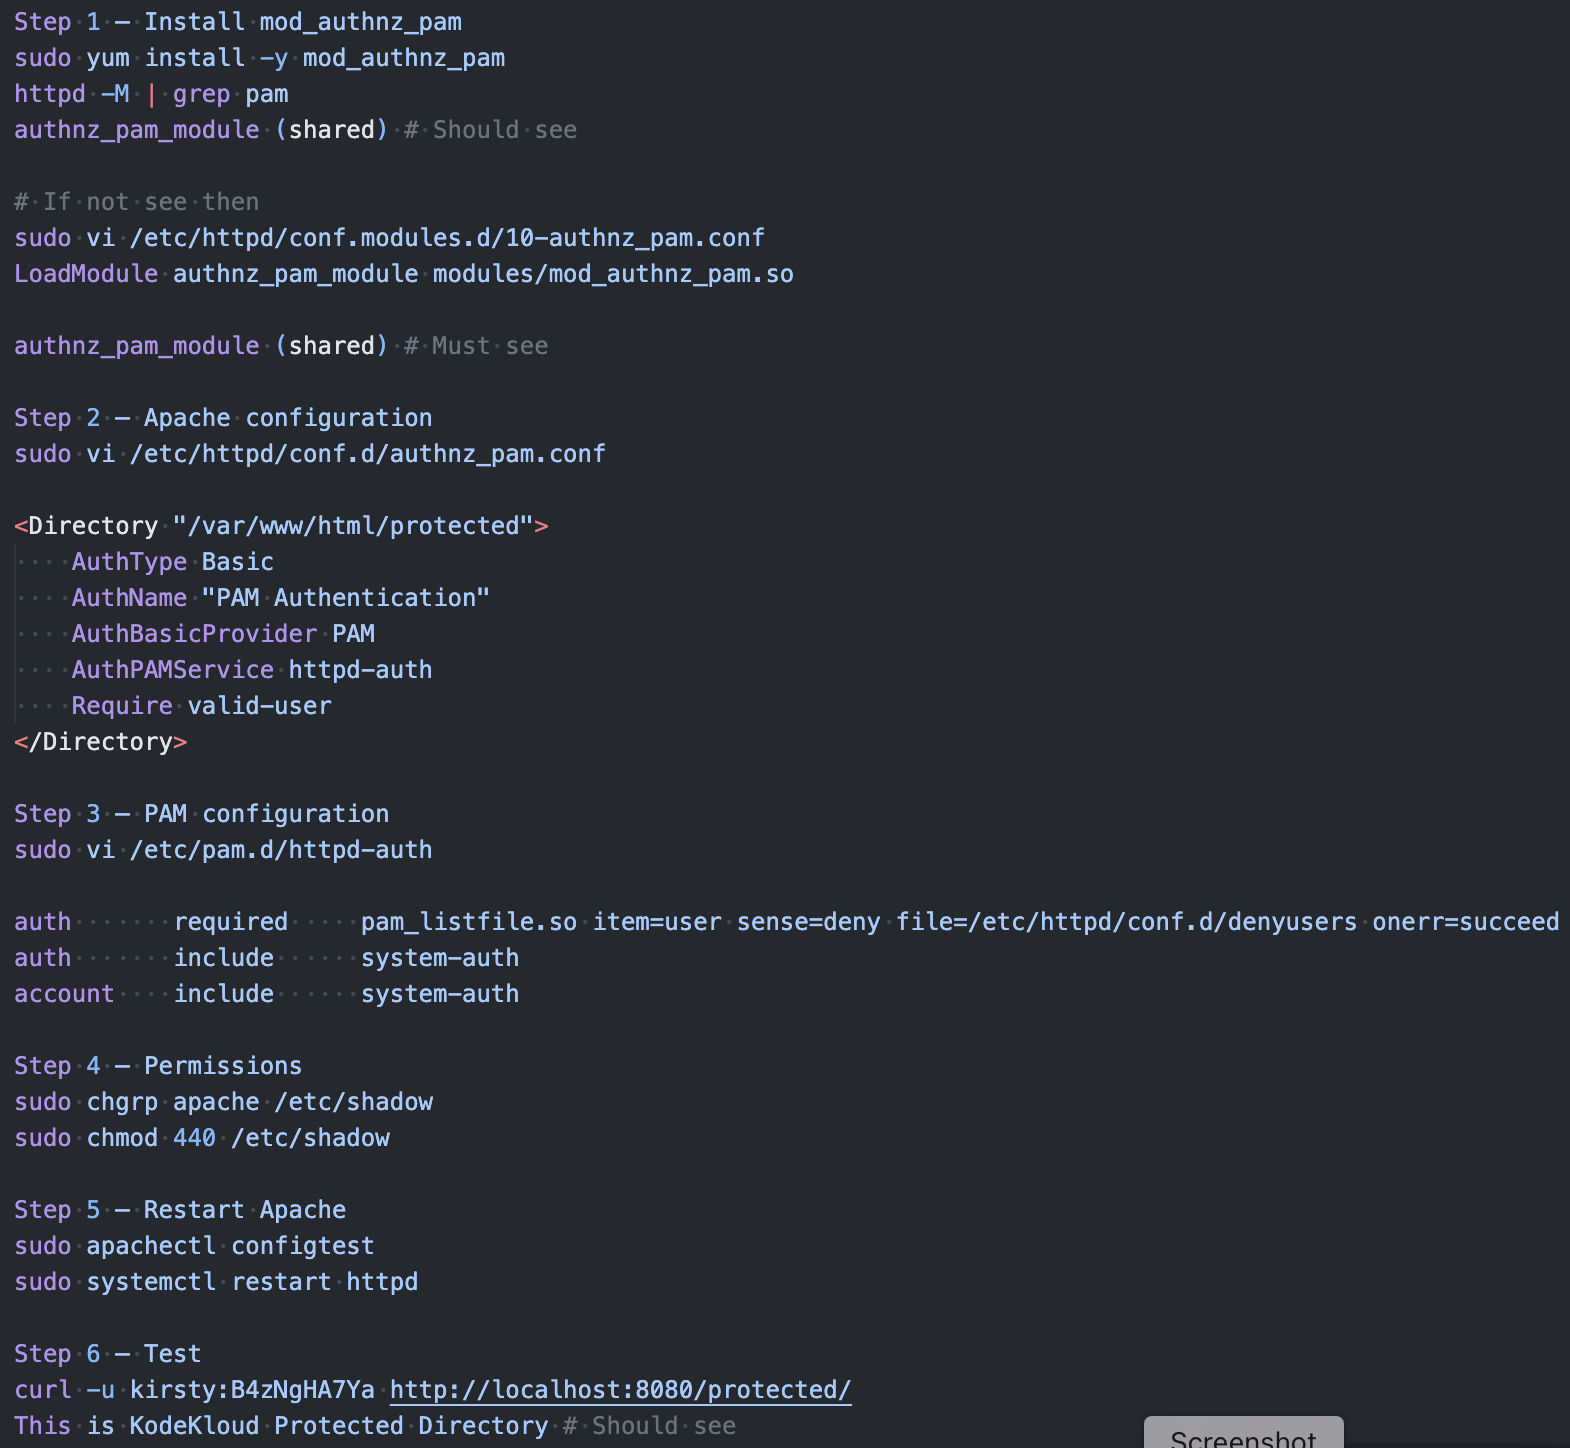 Step 1 — Install mod_authnz_pam
sudo yum install -y mod_authnz_pam
httpd -M | grep pam
authnz_pam_module (shared) # Should see
# If not see then
sudo vi /etc/httpd/conf.modules.d/10-authnz_pam.conf
LoadModule authnz_pam_module modules/mod_authnz_pam.so
authnz_pam_module (shared) # Must see
Step 2 — Apache configuration
sudo vi /etc/httpd/conf.d/authnz_pam.conf
<Directory "/var/www/html/protected">
    AuthType Basic
    AuthName "PAM Authentication"
    AuthBasicProvider PAM
    AuthPAMService httpd-auth
    Require valid-user
</Directory>
Step 3 — PAM configuration
sudo vi /etc/pam.d/httpd-auth
auth       required     pam_listfile.so item=user sense=deny file=/etc/httpd/conf.d/denyusers onerr=succeed
auth       include      system-auth
account    include      system-auth
Step 4 — Permissions
sudo chgrp apache /etc/shadow
sudo chmod 440 /etc/shadow
Step 5 — Restart Apache
sudo apachectl configtest
sudo systemctl restart httpd
Step 6 — Test
curl -u kirsty:B4zNgHA7Ya http://localhost:8080/protected/
This is KodeKloud Protected Directory # Should see
Screenshot